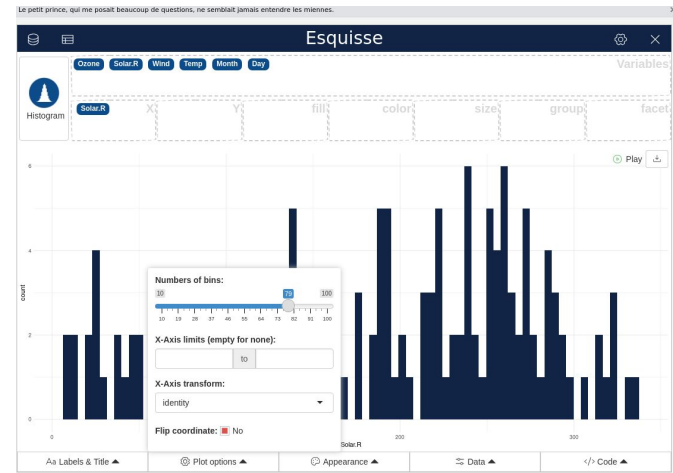 Le petit prince, qui me posait beaucoup de questions, ne semblait jamais entendre les miennes.
Esquisse
Histogram
Ozone Solar.R Wind Temp Month Day
Variables
Solar.R
X
Y
fill
color
size
group
facet
Play
6
4
2
0
count
0
200
300
Solar.R
Numbers of bins:
10
79
100
10 19 28 37 46 55 64 73 82 91 100
X-Axis limits (empty for none):
to
X-Axis transform:
identity
Flip coordinate: No
Aa Labels & Title
Plot options
Appearance
Data
</> Code